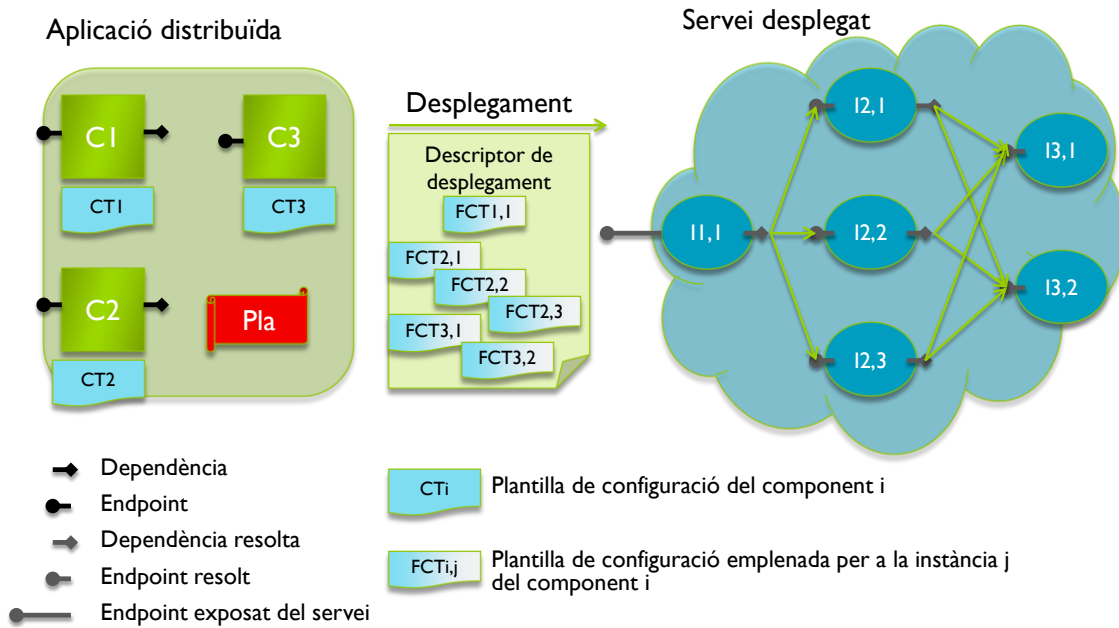 Aplicació distribuïda
C1
CT1
C3
CT3
C2
CT2
Pla
Desplegament
Descriptor de
desplegament
FCT1,1
FCT2,1
FCT2,2
FCT2,3
FCT3,1
FCT3,2
Servei desplegat
I1,1
I2,1
I2,2
I2,3
I3,1
I3,2
Dependència
Endpoint
Dependència resolta
Endpoint resolt
Endpoint exposat del servei
CTi
Plantilla de configuració del component i
FCTi,j
Plantilla de configuració emplenada per a la instància j
del component i